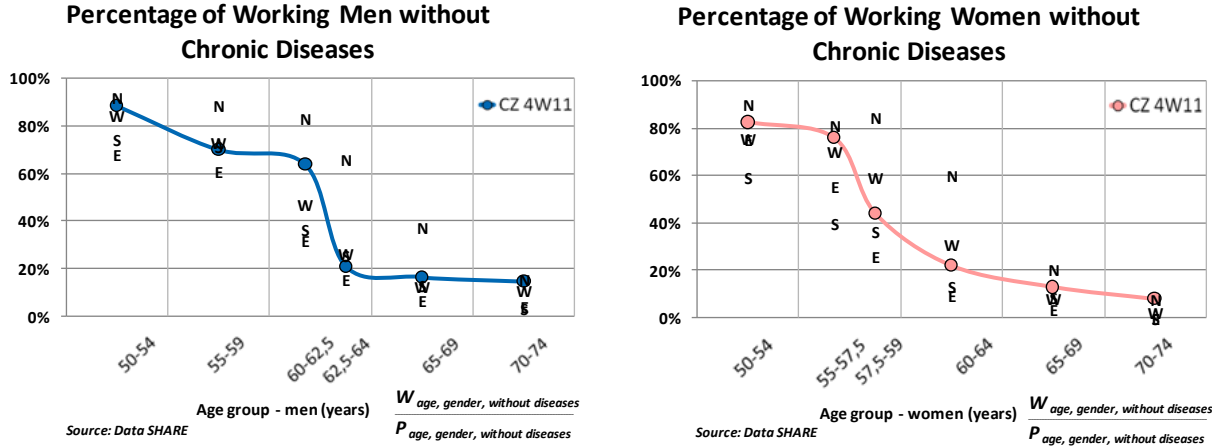 Percentage of Working Men without
Chronic Diseases
100%
80%
60%
40%
20%
0%
CZ 4W11
N
W
S
E
N
W
E
N
W
S
E
N
W
S
E
N
W
S
E
N
W
E
S
50-54
55-59
60-62,5
62,5-64
65-69
70-74
Age group - men (years)
W age, gender, without diseases
P age, gender, without diseases
Source: Data SHARE
Percentage of Working Women without
Chronic Diseases
100%
80%
60%
40%
20%
0%
CZ 4W11
N
W
E
S
N
W
E
S
N
W
S
E
N
W
S
E
N
W
S
E
N
W
S
50-54
55-57,5
57,5-59
60-64
65-69
70-74
Age group - women (years)
W age, gender, without diseases
P age, gender, without diseases
Source: Data SHARE